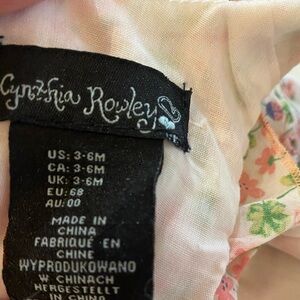 Cynthia Rowley
US: 3-6M
CA: 3-6M
UK: 3-6M
EU: 68
AU: 00
MADE IN
CHINA
FABRIQUÉ EN
CHINE
WYPRODUKOWANO
W CHINACH
HERGESTELLT
IN CHINA